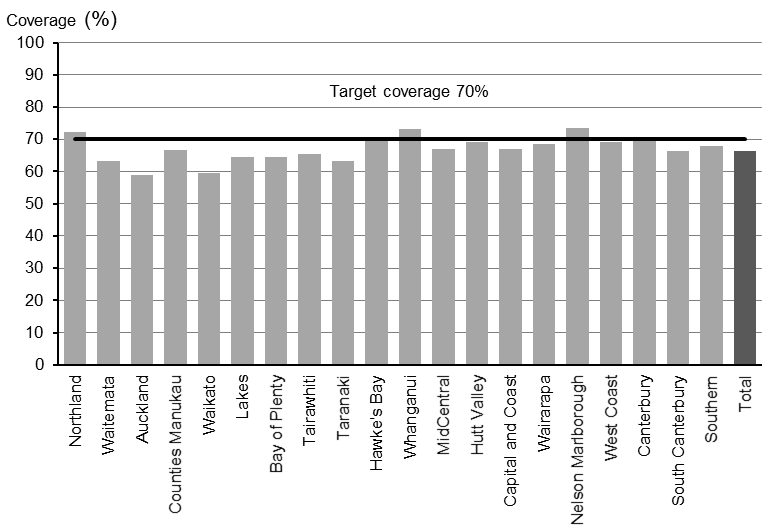 Coverage (%)
100
90
80
70
60
50
40
30
20
10
0
Target coverage 70%
Northland
Waitemata
Auckland
Counties Manukau
Waikato
Lakes
Bay of Plenty
Tairawhiti
Taranaki
Hawke's Bay
Whanganui
MidCentral
Hutt Valley
Capital and Coast
Wairarapa
Nelson Marlborough
West Coast
Canterbury
South Canterbury
Southern
Total